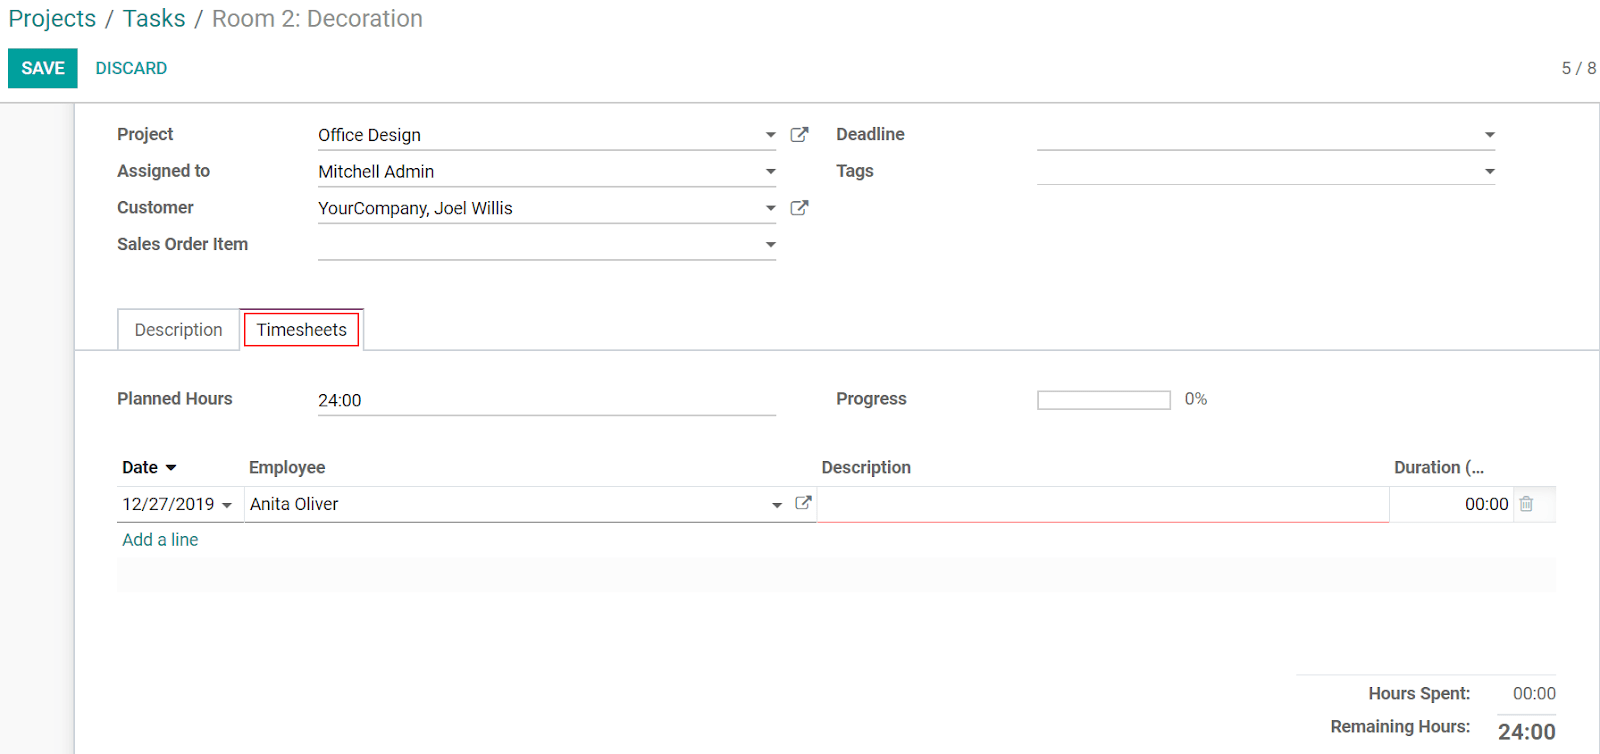 Projects / Tasks / Room 2: Decoration
SAVE DISCARD 5 / 8
Project Office Design Deadline
Assigned to Mitchell Admin Tags
Customer YourCompany, Joel Willis
Sales Order Item
Description Timesheets
Planned Hours 24:00 Progress 0%
Date Employee Description Duration (...
12/27/2019 Anita Oliver 00:00
Add a line
Hours Spent: 00:00
Remaining Hours: 24:00